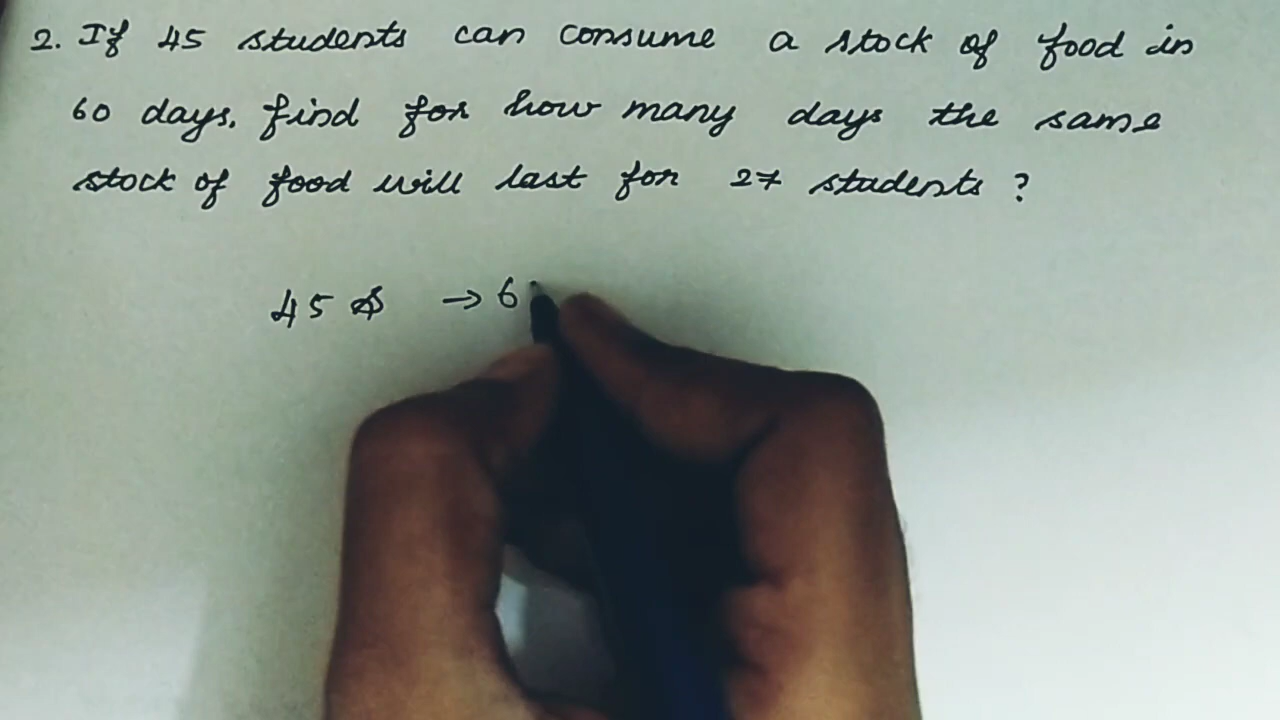 2. If 45 students can consume a stock of food in
60 days. find for how many days the same
stock of food will last for 27 students ?
45 S → 6